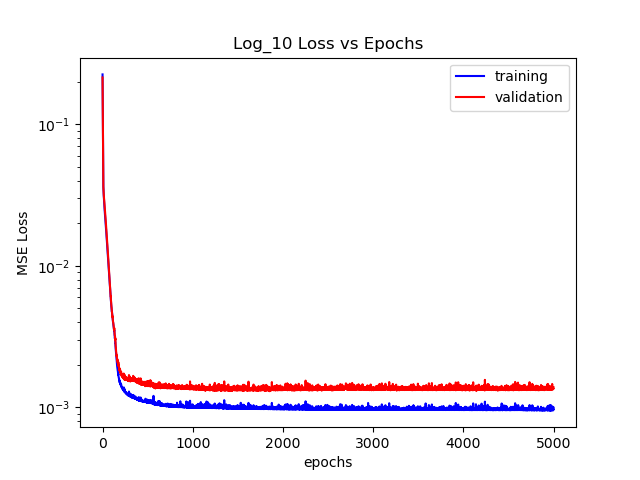 Log_10 Loss vs Epochs
training
validation
MSE Loss
10⁻¹
10⁻²
10⁻³
0 1000 2000 3000 4000 5000
epochs